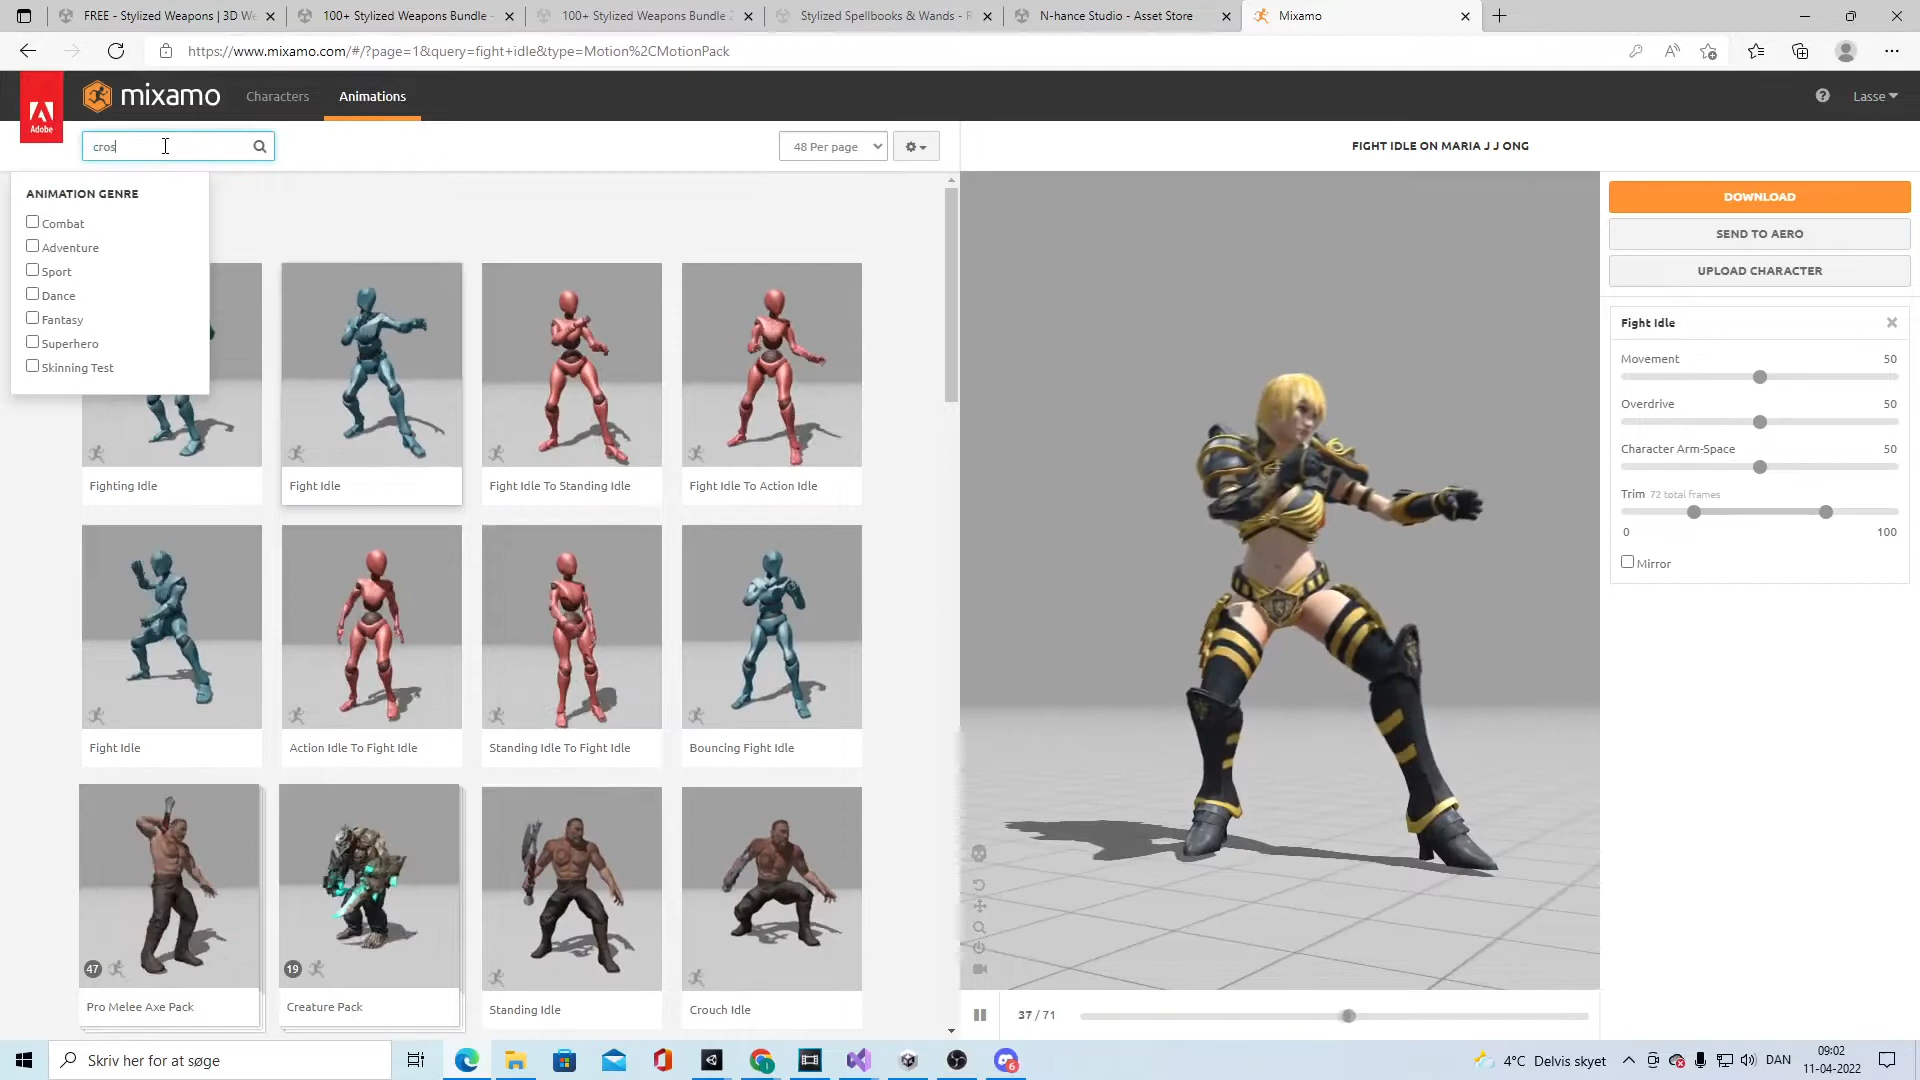 FREE - Stylized Weapons | 3D We
100+ Stylized Weapons Bundle -
100+ Stylized Weapons Bundle 2
Stylized Spellbooks & Wands - R
N-hance Studio - Asset Store
Mixamo
https://www.mixamo.com/#/?page=1&query=fight+idle&type=Motion%2CMotionPack
Adobe
mixamo
Characters
Animations
Lasse
cros
48 Per page
FIGHT IDLE ON MARIA J J ONG
ANIMATION GENRE
Combat
Adventure
Sport
Dance
Fantasy
Superhero
Skinning Test
DOWNLOAD
SEND TO AERO
UPLOAD CHARACTER
Fight Idle
Movement 50
Overdrive 50
Character Arm-Space 50
Trim 72 total frames
0 100
Mirror
Fighting Idle
Fight Idle
Fight Idle To Standing Idle
Fight Idle To Action Idle
Fight Idle
Action Idle To Fight Idle
Standing Idle To Fight Idle
Bouncing Fight Idle
47
19
Pro Melee Axe Pack
Creature Pack
Standing Idle
Crouch Idle
37 / 71
Skriv her for at søge
6
4°C Delvis skyet
DAN
09:02
11-04-2022